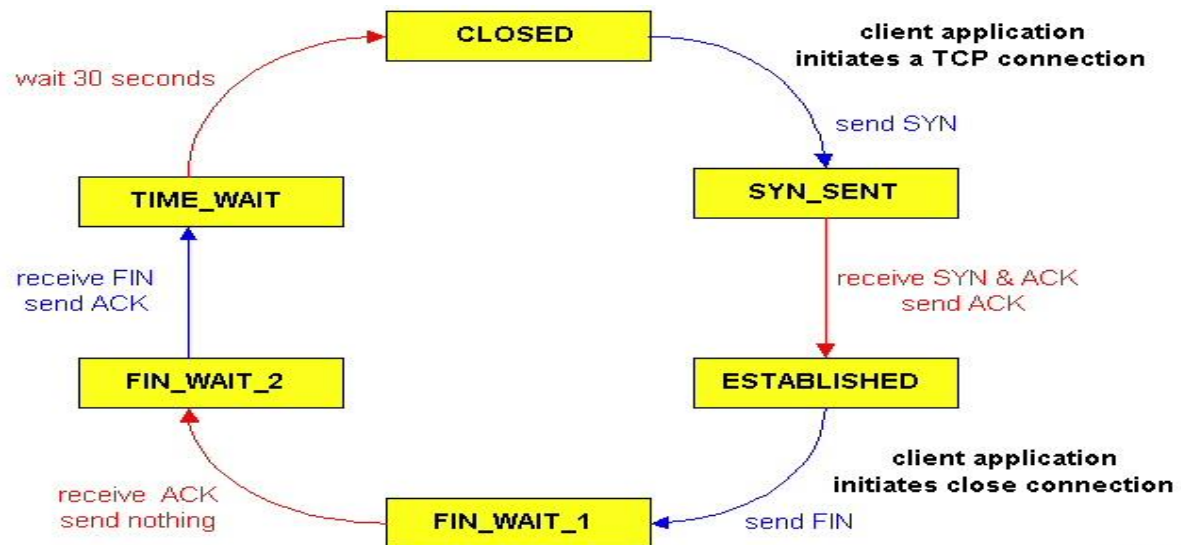 CLOSED
client application
initiates a TCP connection
wait 30 seconds
send SYN
TIME_WAIT
SYN_SENT
receive FIN
send ACK
receive SYN & ACK
send ACK
FIN_WAIT_2
ESTABLISHED
client application
initiates close connection
receive ACK
send nothing
FIN_WAIT_1
send FIN